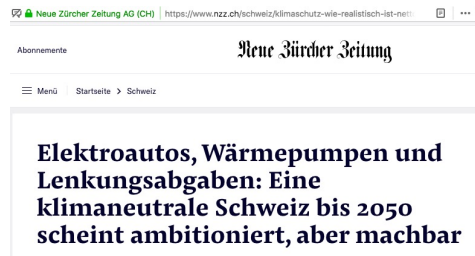 Neue Zürcher Zeitung AG (CH) https://www.nzz.ch/schweiz/klimaschutz-wie-realistisch-ist-nett
Abonnemente
Neue Zürcher Zeitung
Menü Startseite > Schweiz
Elektroautos, Wärmepumpen und
Lenkungsabgaben: Eine
klimaneutrale Schweiz bis 2050
scheint ambitioniert, aber machbar